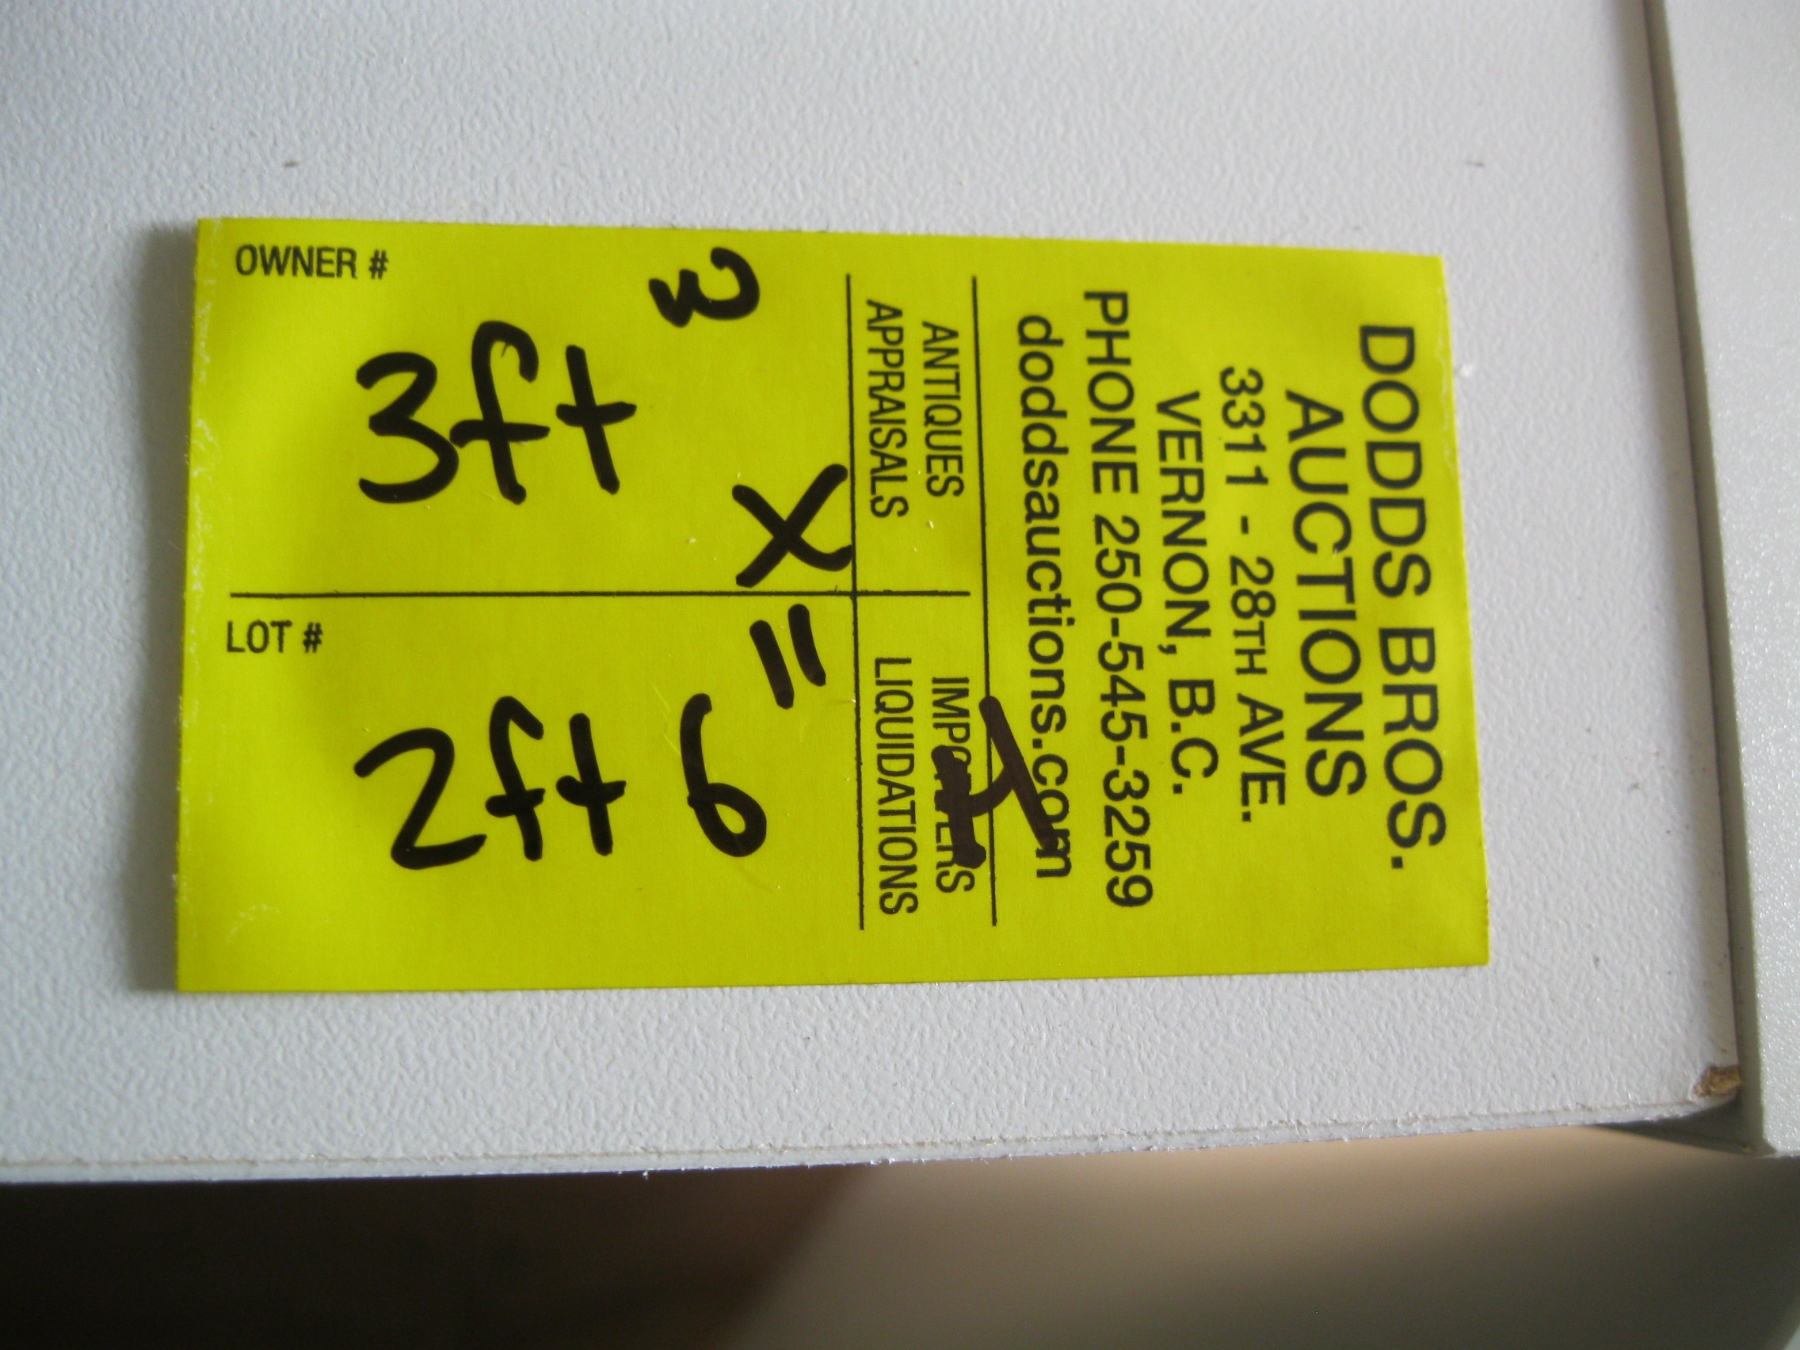 DODDS BROS.
AUCTIONS
3311 - 28TH AVE.
VERNON, B.C.
PHONE 250-545-3259
doddsauctions.com
ANTIQUES
APPRAISALS
LIQUIDATIONS
OWNER #
3ft
3
X
LOT #
2ft 6"